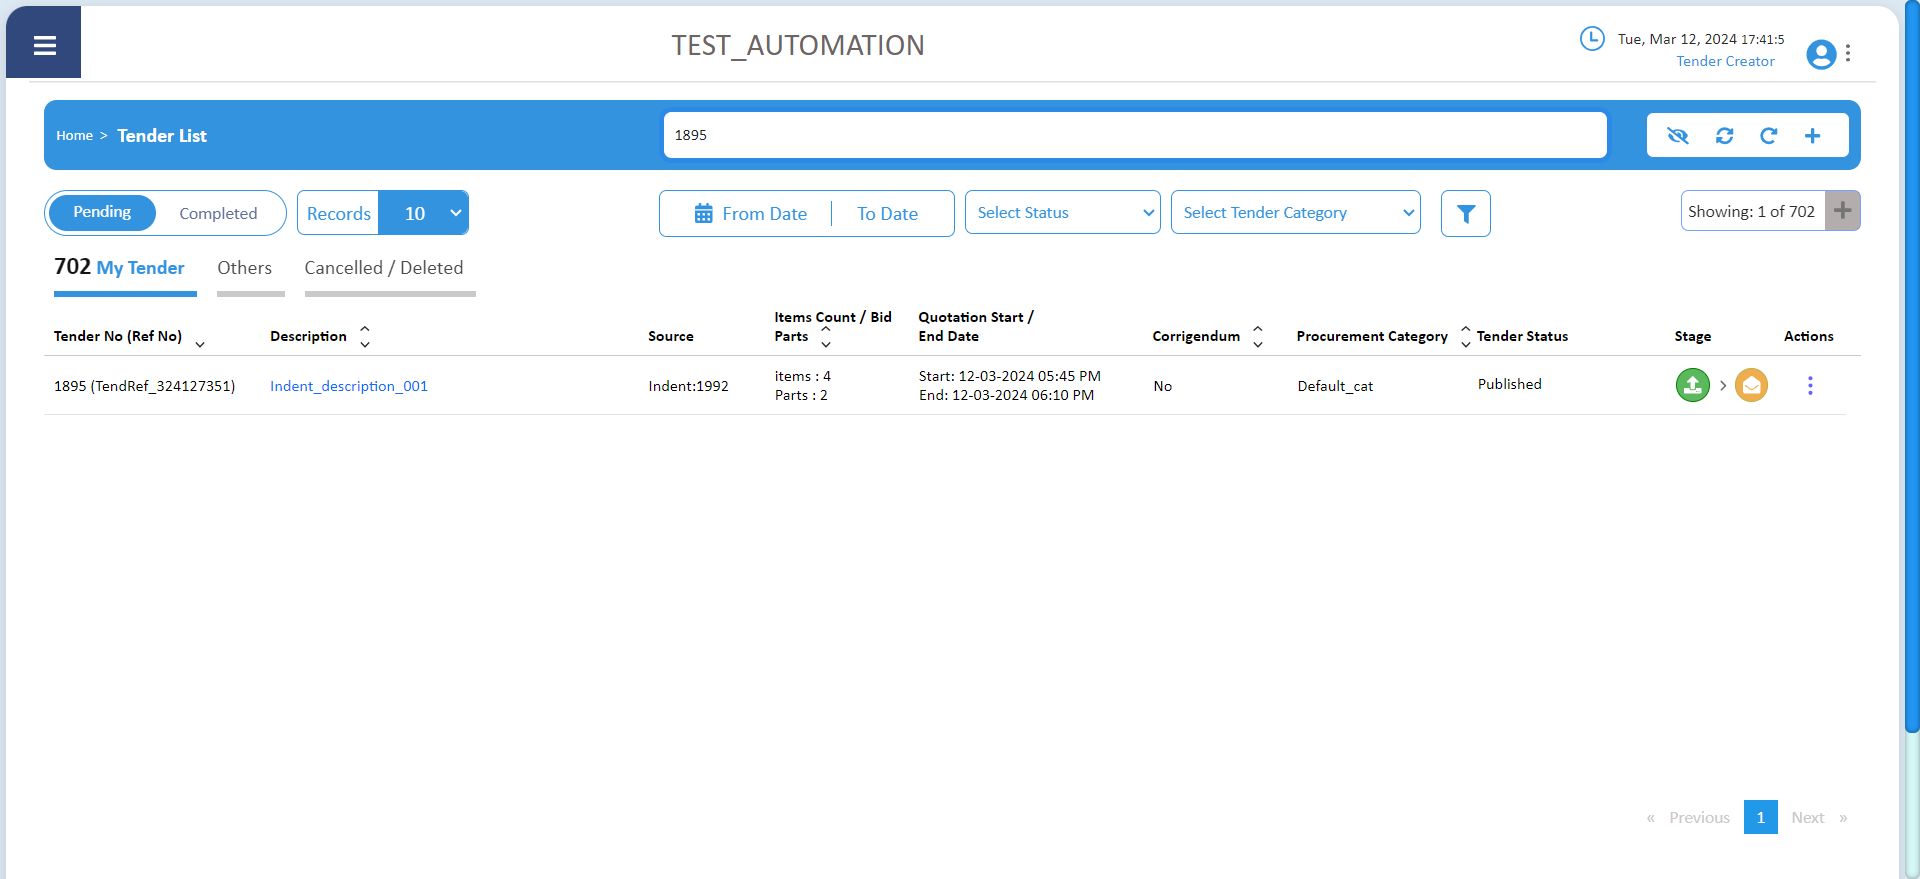 TEST_AUTOMATION
Tue, Mar 12, 2024 17:41:5
Tender Creator
Home > Tender List
1895
Pending
Completed
Records 10
From Date
To Date
Select Status
Select Tender Category
Showing: 1 of 702
702 My Tender
Others
Cancelled / Deleted
Tender No (Ref No)
Description
Source
Items Count / Bid
Parts
Quotation Start /
End Date
Corrigendum
Procurement Category
Tender Status
Stage
Actions
1895 (TendRef_324127351)
Indent_description_001
Indent:1992
items : 4
Parts : 2
Start: 12-03-2024 05:45 PM
End: 12-03-2024 06:10 PM
No
Default_cat
Published
« Previous 1 Next »